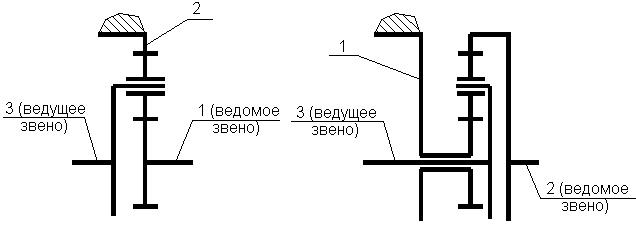 2
3 (ведущее
звено)
1 (ведомое
звено)
1
3 (ведущее
звено)
2 (ведомое
звено)